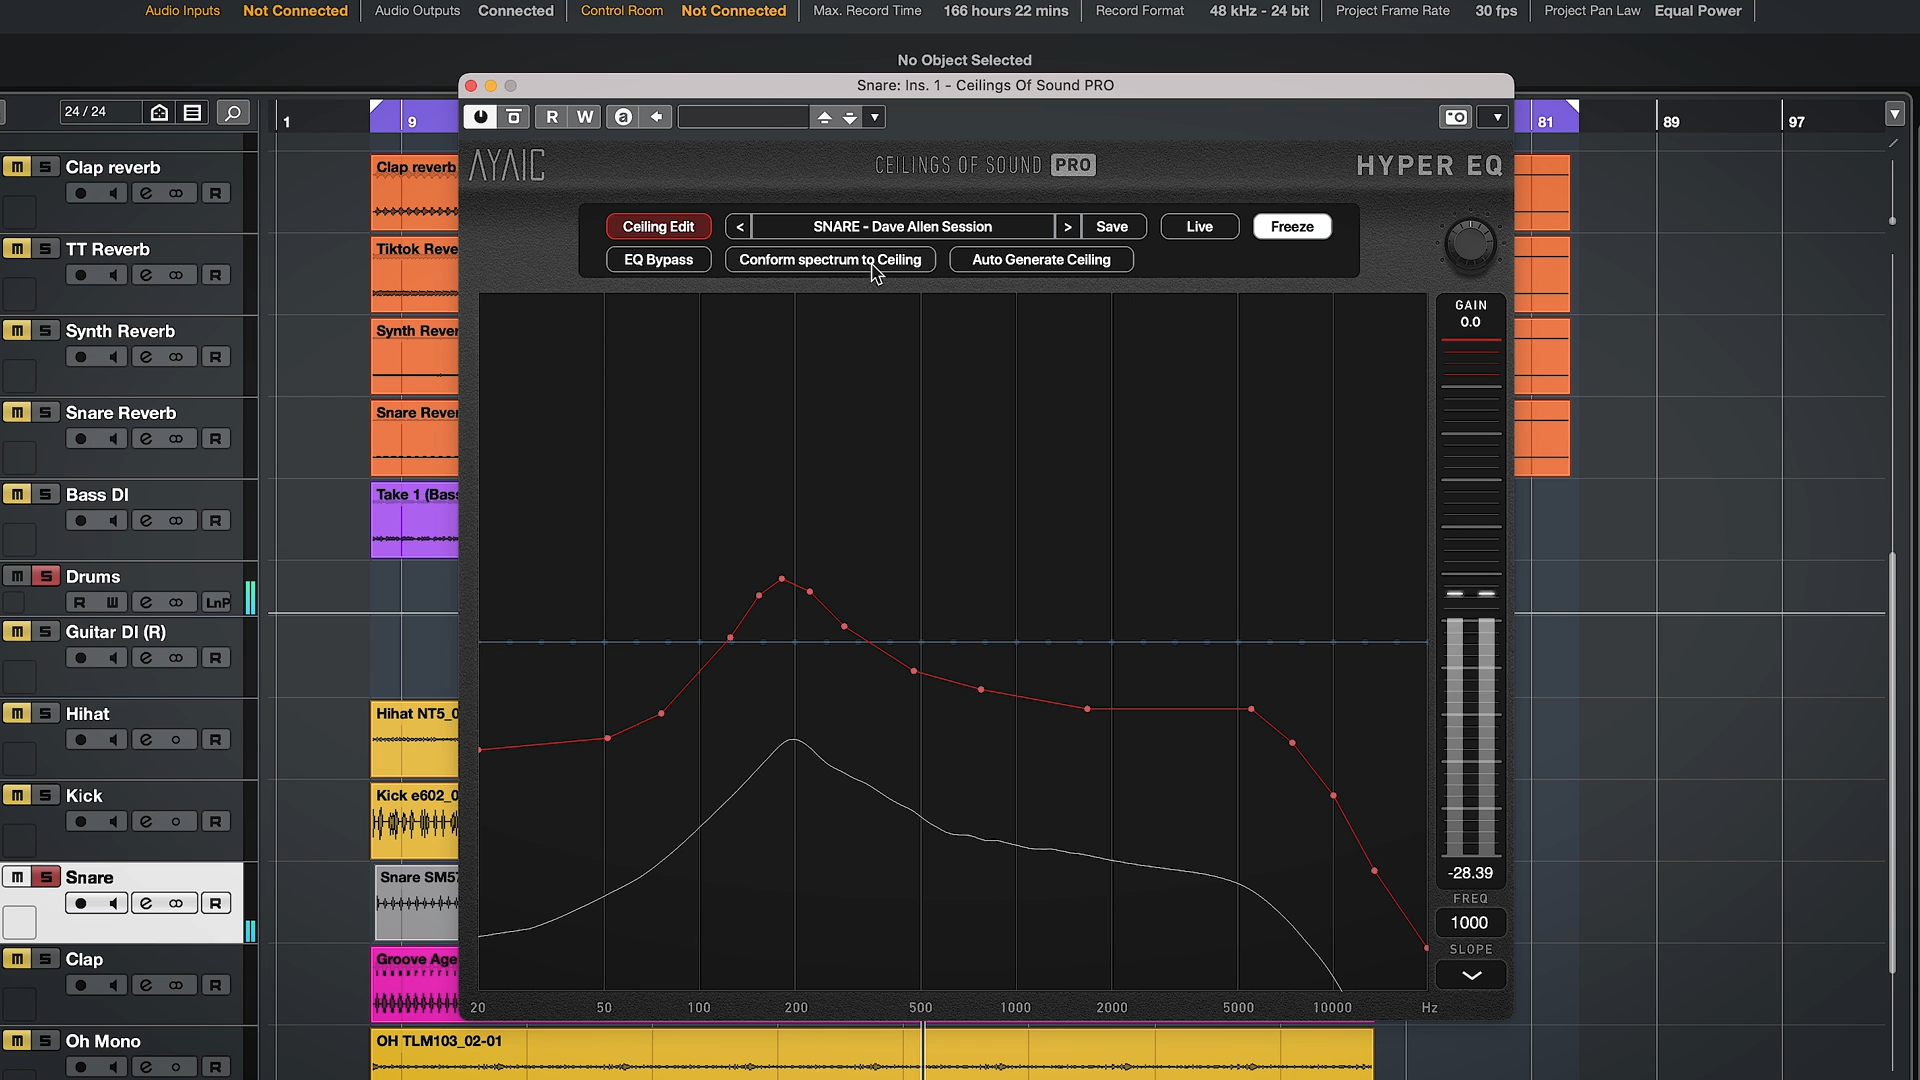 Audio Inputs Not Connected Audio Outputs Connected Control Room Not Connected Max. Record Time 166 hours 22 mins Record Format 48 kHz - 24 bit Project Frame Rate 30 fps Project Pan Law Equal Power
No Object Selected
Snare: Ins. 1 - Ceilings Of Sound PRO
24 / 24
1 9 81 89 97
R W a
AYAIC CEILINGS OF SOUND PRO HYPER EQ
Ceiling Edit < SNARE - Dave Allen Session > Save Live Freeze
EQ Bypass Conform spectrum to Ceiling Auto Generate Ceiling
GAIN
0.0
-28.39
FREQ
1000
SLOPE
20 50 100 200 500 1000 2000 5000 10000 Hz
m S Clap reverb
e R
Clap reverb
m S TT Reverb
e R
Tiktok Reve
m S Synth Reverb
e R
Synth Rever
m S Snare Reverb
e R
Snare Rever
m S Bass DI
e R
Take 1 (Bass
m S Drums
R W e LnP
m S Guitar DI (R)
e R
m S Hihat
e R
Hihat NT5_0
m S Kick
e R
Kick e602_0
m S Snare
e R
Snare SM57
m S Clap
e R
Groove Age
m S Oh Mono
e R
OH TLM103_02-01